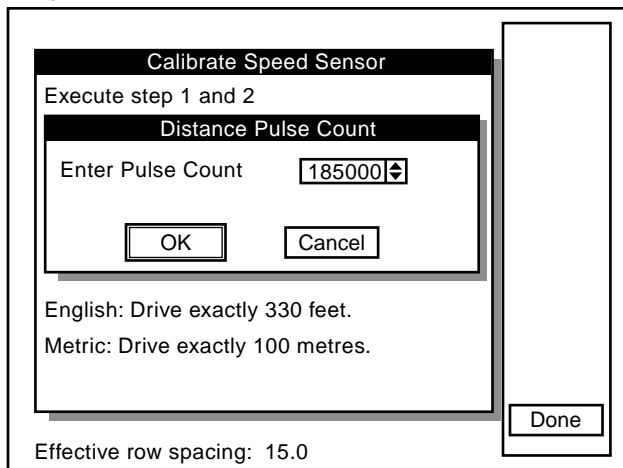 Calibrate Speed Sensor
Execute step 1 and 2
Distance Pulse Count
Enter Pulse Count 185000
OK Cancel
English: Drive exactly 330 feet.
Metric: Drive exactly 100 metres.
Done
Effective row spacing: 15.0